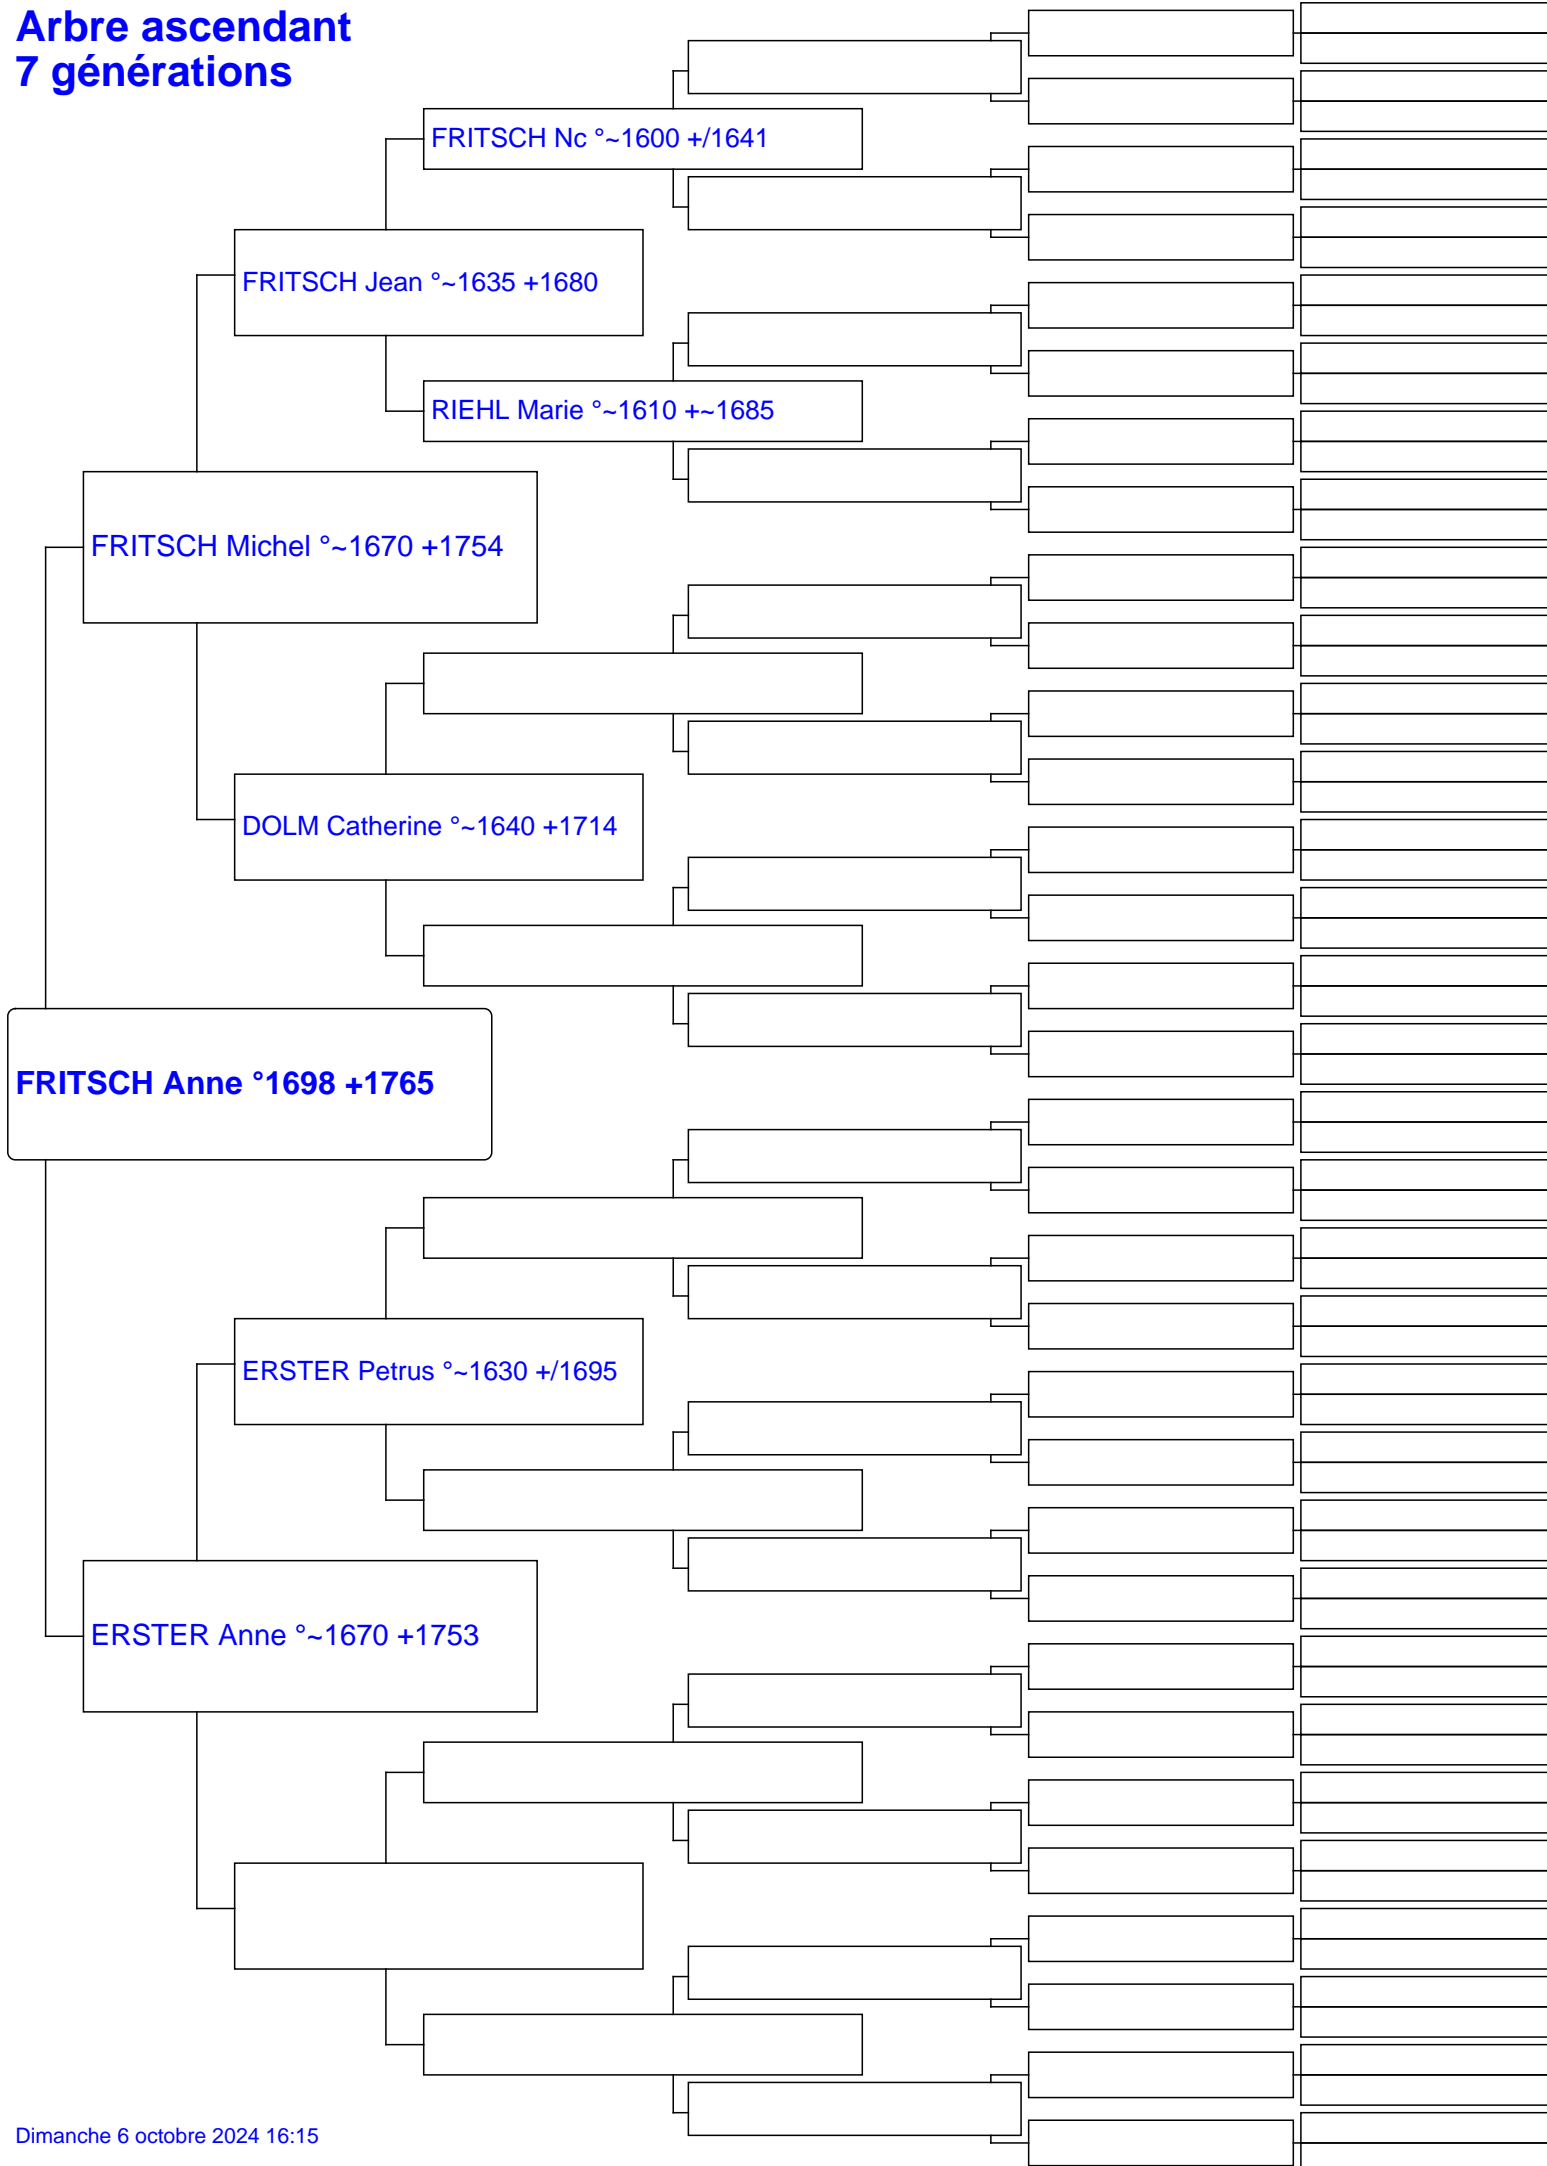 Arbre ascendant
7 générations
FRITSCH Nc °~1600 +/1641
FRITSCH Jean °~1635 +1680
RIEHL Marie °~1610 +~1685
FRITSCH Michel °~1670 +1754
DOLM Catherine °~1640 +1714
FRITSCH Anne °1698 +1765
ERSTER Petrus °~1630 +/1695
ERSTER Anne °~1670 +1753
Dimanche 6 octobre 2024 16:15